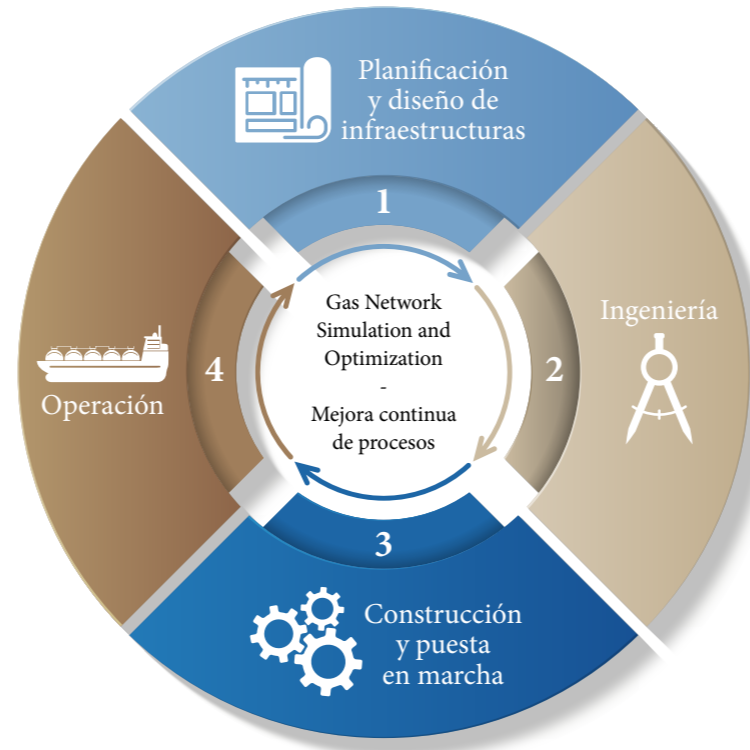 Planificación
y diseño de
infraestructuras
1
Ingeniería
2
Construcción
y puesta
en marcha
3
Operación
4
Gas Network
Simulation and
Optimization
-
Mejora continua
de procesos